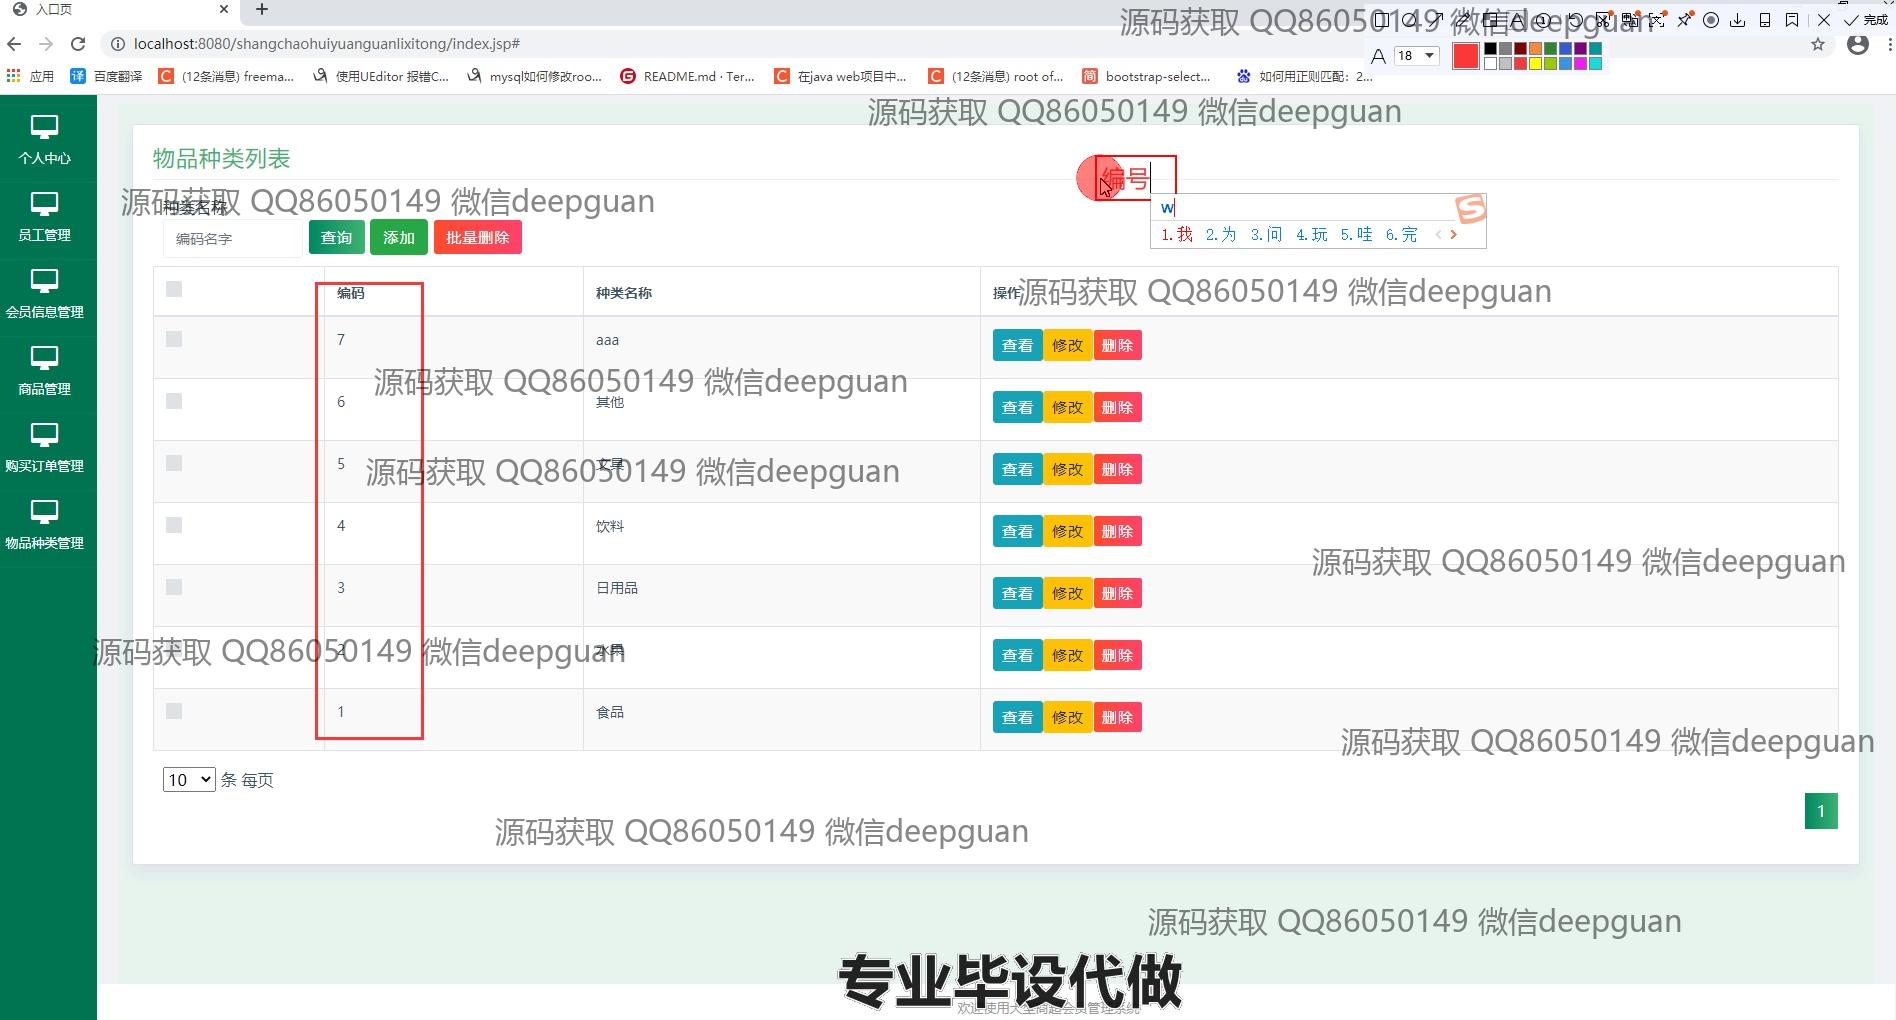 入口页
源码获取 QQ86050149 微信deepguan
完成
localhost:8080/shangchaohuiyuanguanlixitong/index.jsp#
A 18
应用
百度翻译
(12条消息) freema...
使用UEditor 报错C...
mysql如何修改roo...
README.md · Ter...
在java web项目中...
(12条消息) root of...
bootstrap-select...
如何用正则匹配：2...
源码获取 QQ86050149 微信deepguan
个人中心
员工管理
会员信息管理
商品管理
购买订单管理
物品种类管理
物品种类列表
编号
w
1.我 2.为 3.问 4.玩 5.哇 6.完
源码获取 QQ86050149 微信deepguan
种类名称
编码名字
查询
添加
批量删除
编码 种类名称 操作
源码获取 QQ86050149 微信deepguan
7 aaa 查看 修改 删除
源码获取 QQ86050149 微信deepguan
6 其他 查看 修改 删除
5 文具 查看 修改 删除
源码获取 QQ86050149 微信deepguan
4 饮料 查看 修改 删除
源码获取 QQ86050149 微信deepguan
3 日用品 查看 修改 删除
2 水果 查看 修改 删除
源码获取 QQ86050149 微信deepguan
1 食品 查看 修改 删除
源码获取 QQ86050149 微信deepguan
10 条 每页
1
源码获取 QQ86050149 微信deepguan
源码获取 QQ86050149 微信deepguan
专业毕设代做
欢迎使用大型商超会员管理系统